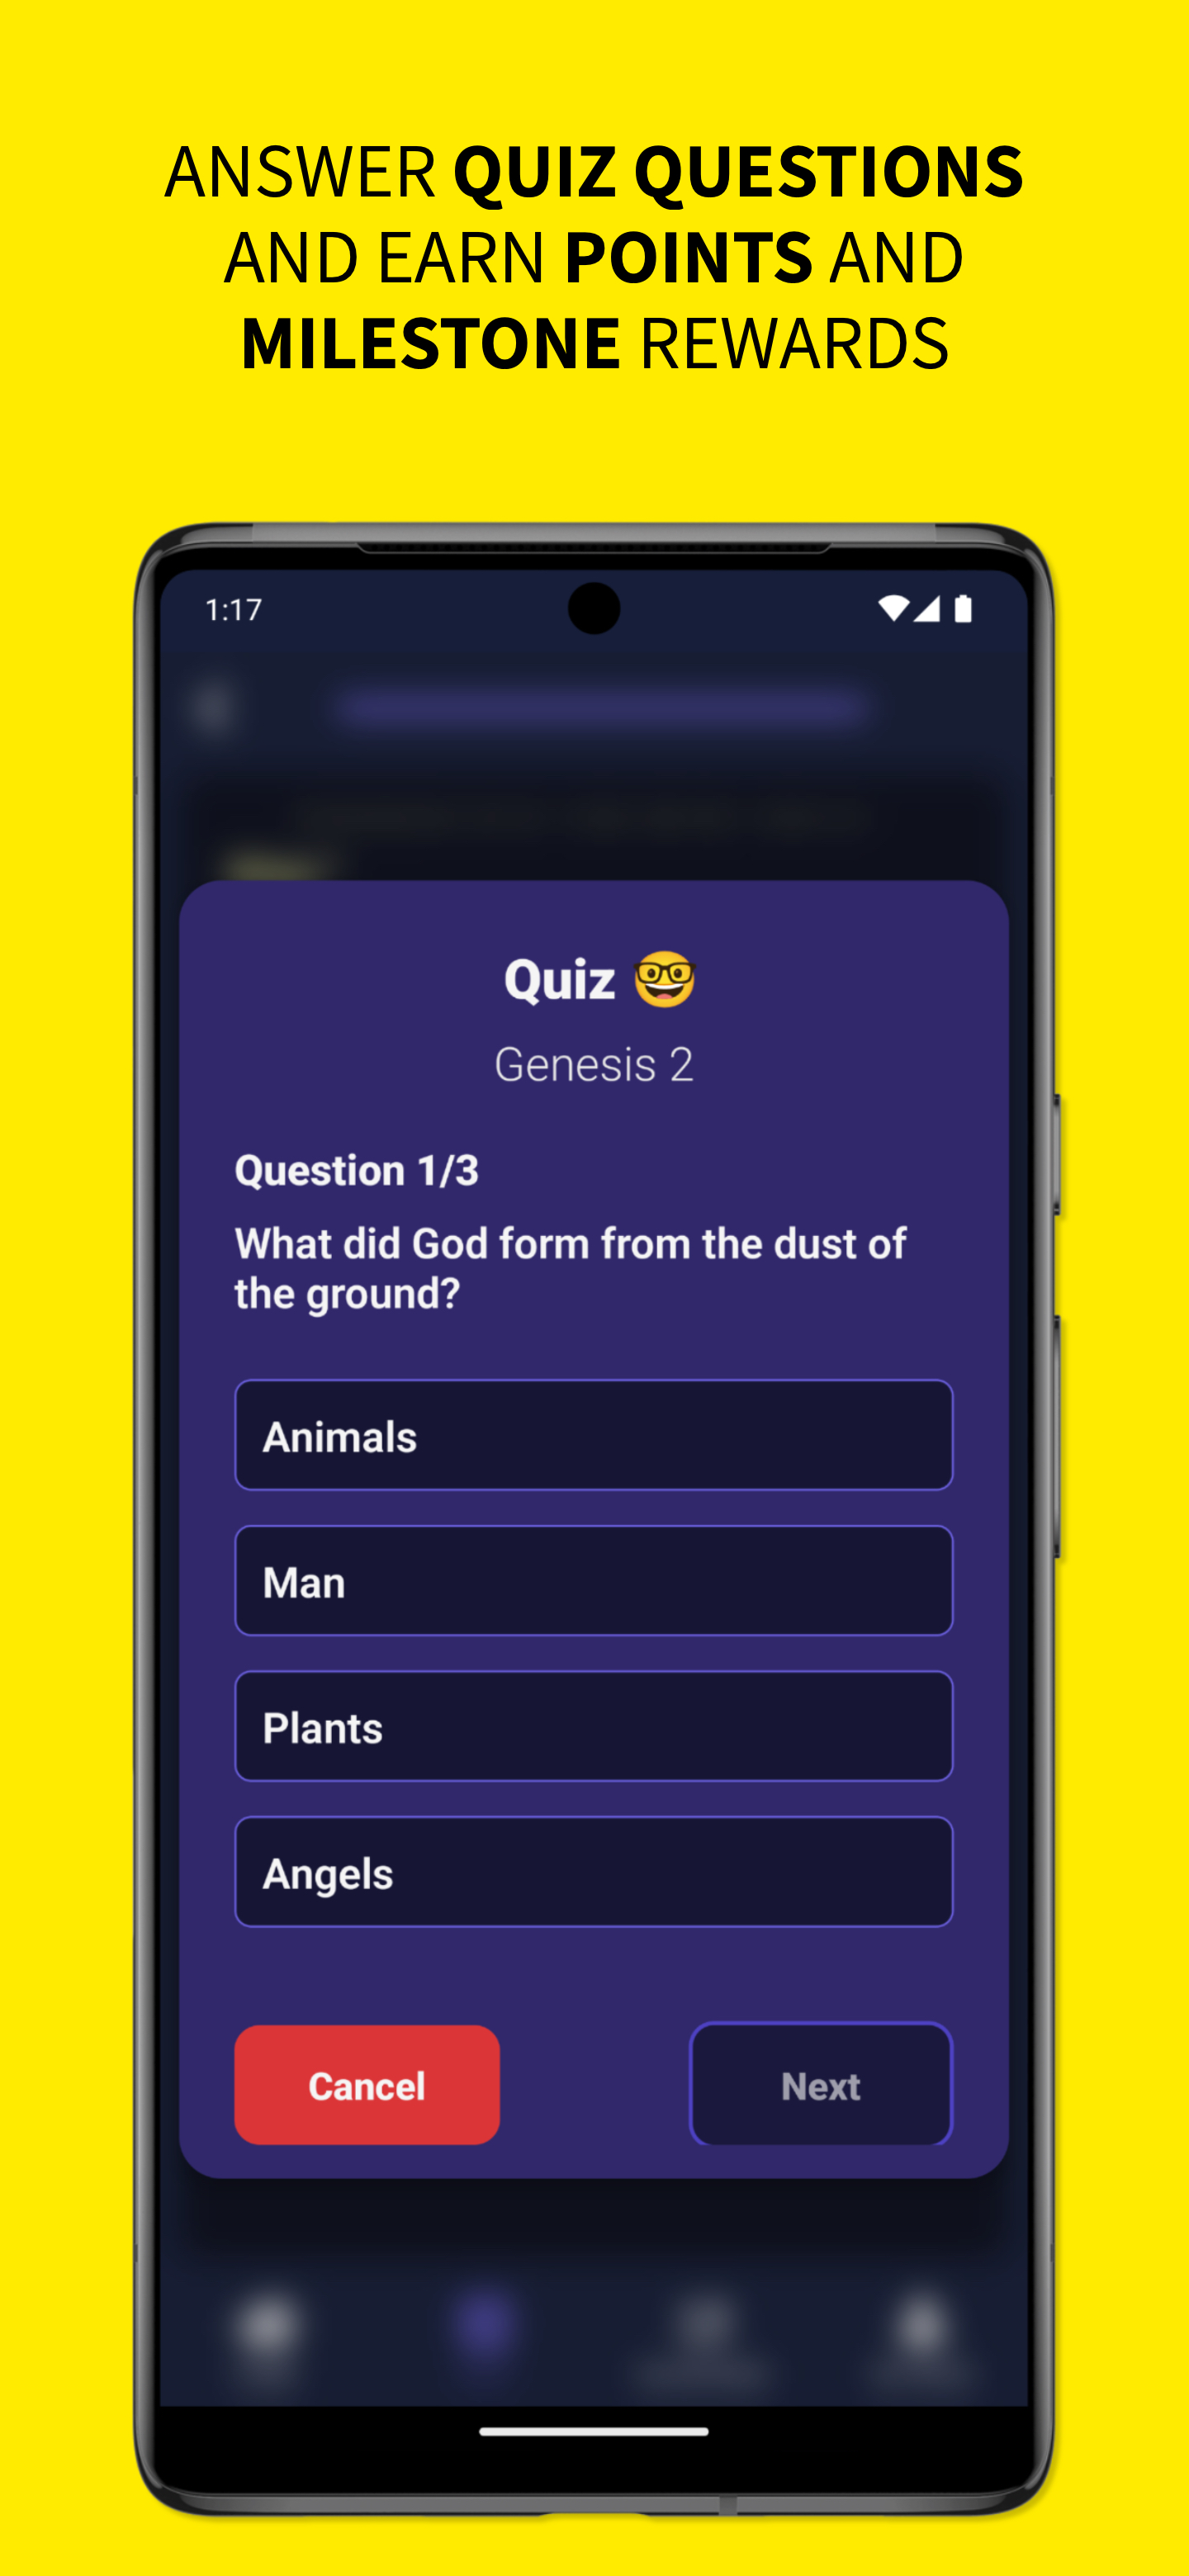 ANSWER QUIZ QUESTIONS
AND EARN POINTS AND
MILESTONE REWARDS
1:17
Quiz 🤓
Genesis 2
Question 1/3
What did God form from the dust of
the ground?
Animals
Man
Plants
Angels
Cancel
Next